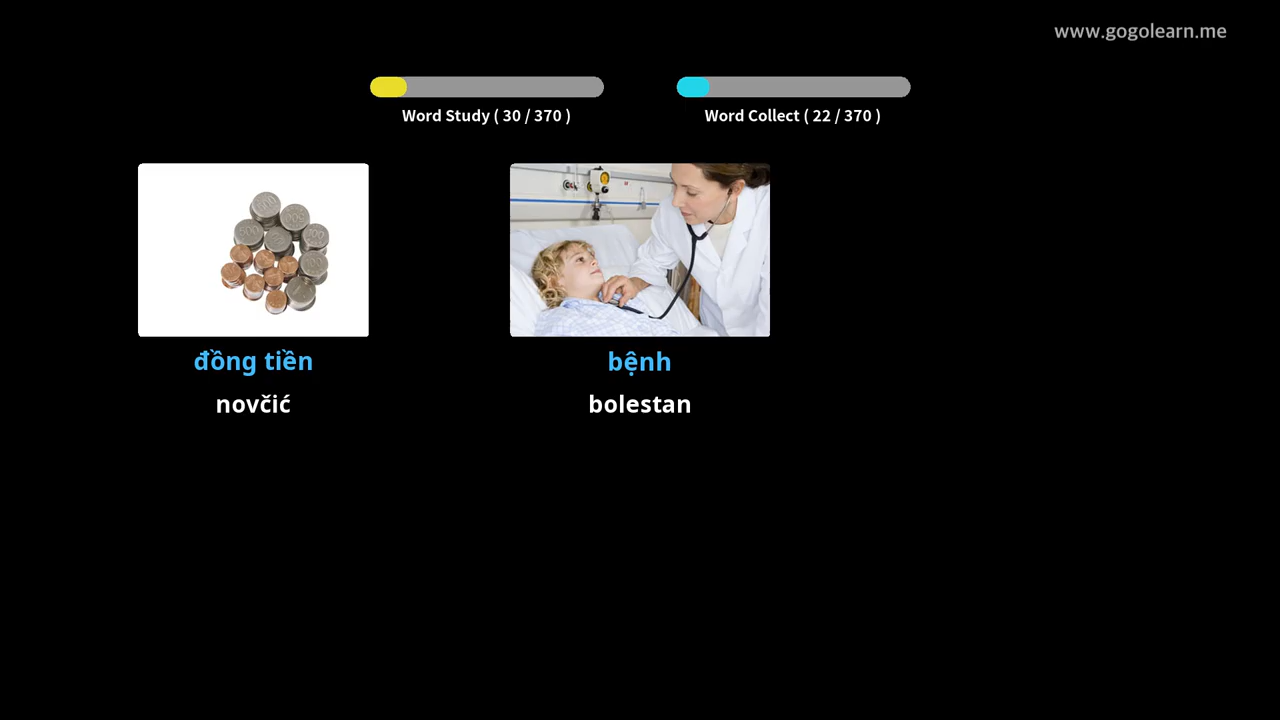 www.gogolearn.me
Word Study ( 30 / 370 )
Word Collect ( 22 / 370 )
đồng tiền
novčić
bệnh
bolestan